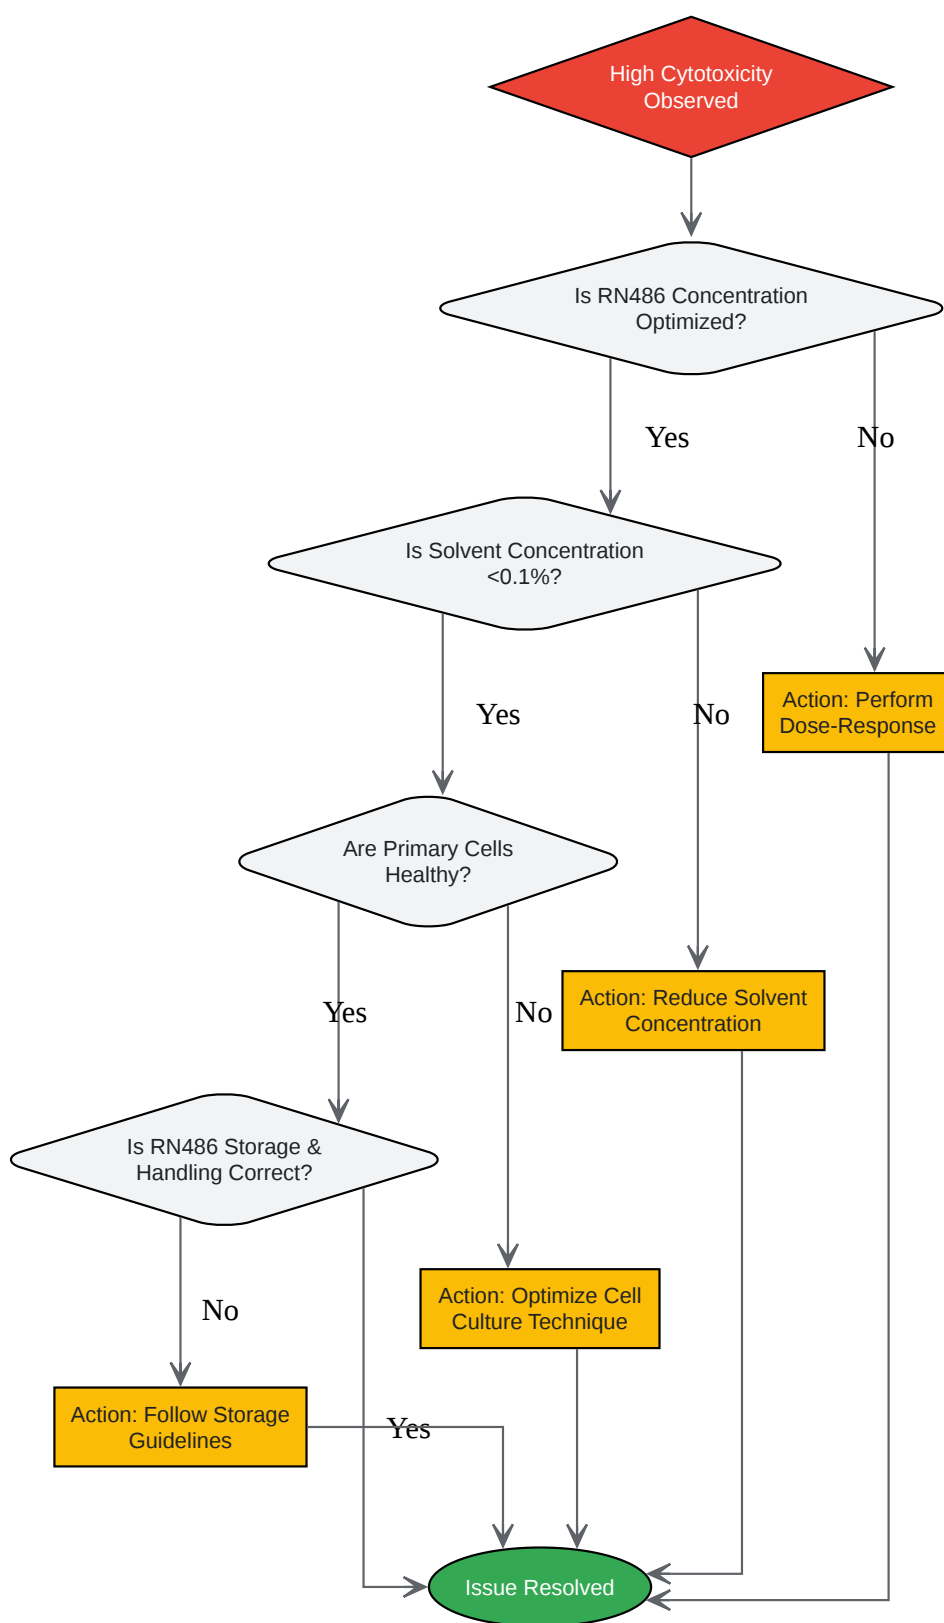 High Cytotoxicity
Observed
Is RN486 Concentration
Optimized?
Yes
No
Is Solvent Concentration
<0.1%?
Yes
No
Action: Perform
Dose-Response
Are Primary Cells
Healthy?
Yes
No
Action: Reduce Solvent
Concentration
Is RN486 Storage &
Handling Correct?
No
Action: Optimize Cell
Culture Technique
Action: Follow Storage
Guidelines
Yes
Issue Resolved